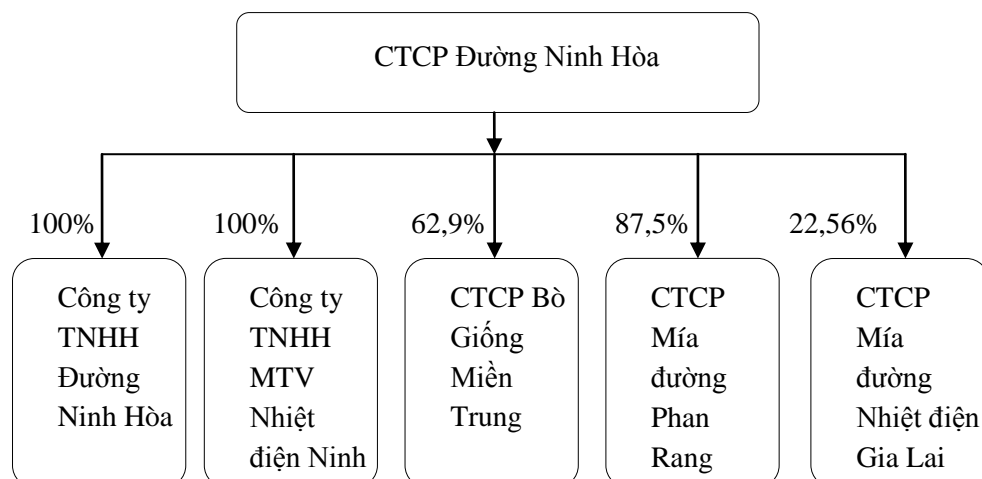 CTCP Đường Ninh Hòa
100%
100%
62,9%
87,5%
22,56%
Công ty
TNHH
Đường
Ninh Hòa
Công ty
TNHH
MTV
Nhiệt
điện Ninh
CTCP Bò
Giống
Miền
Trung
CTCP
Mía
đường
Phan
Rang
CTCP
Mía
đường
Nhiệt điện
Gia Lai